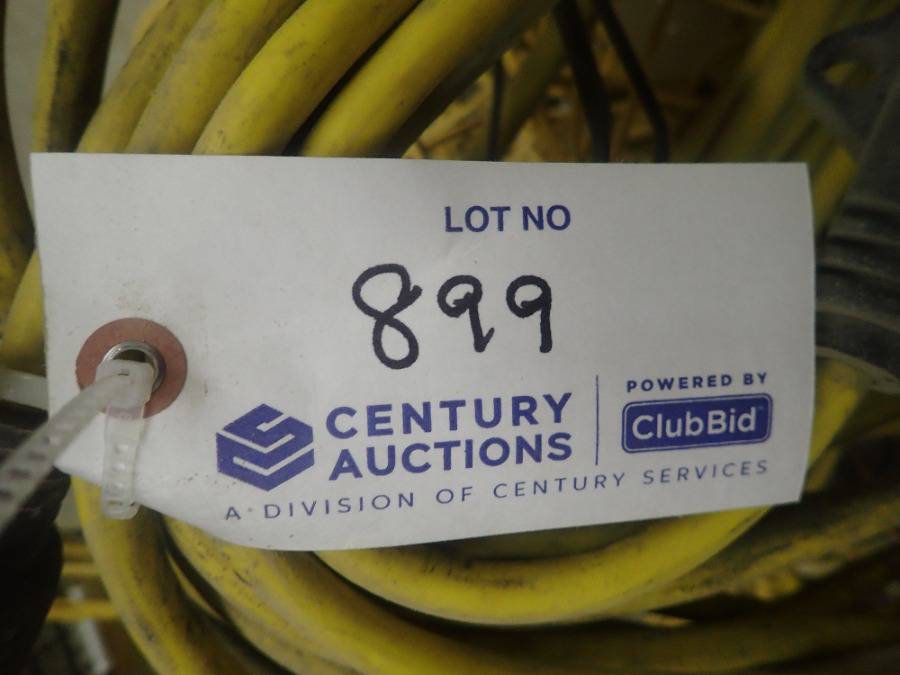 LOT NO
899
CENTURY
AUCTIONS
POWERED BY
ClubBid
A DIVISION OF CENTURY SERVICES